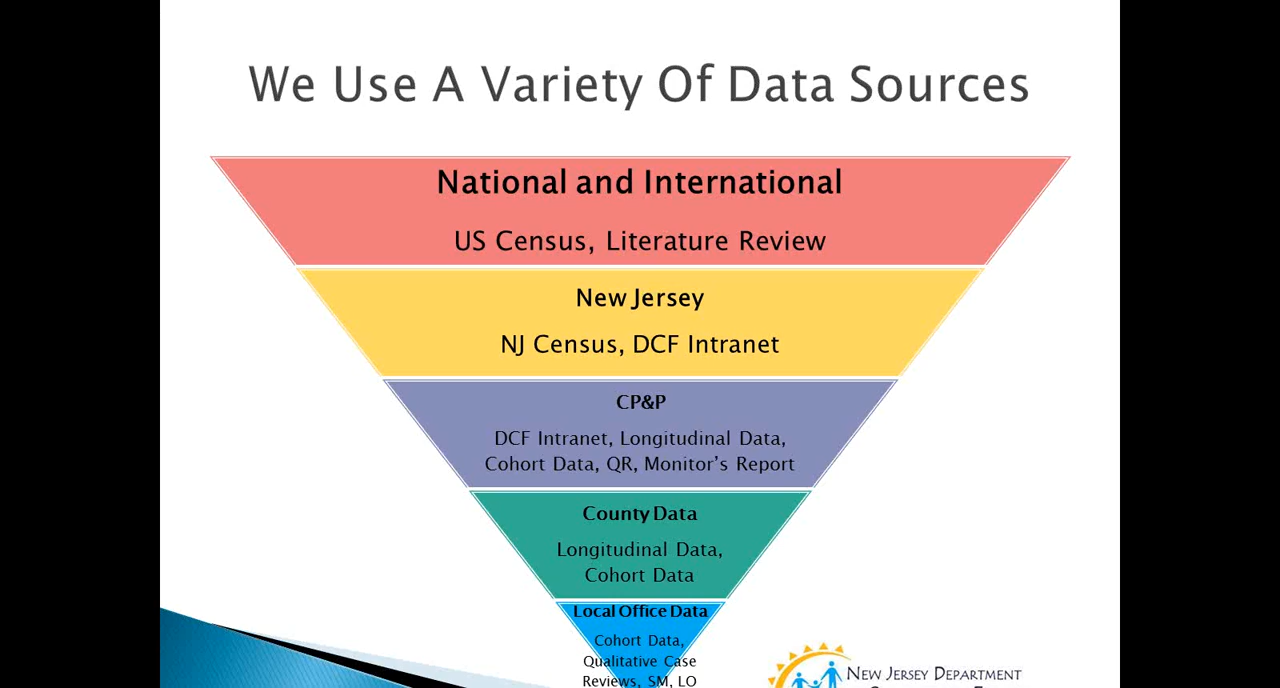 We Use A Variety Of Data Sources
National and International
US Census, Literature Review
New Jersey
NJ Census, DCF Intranet
CP&P
DCF Intranet, Longitudinal Data,
Cohort Data, QR, Monitor's Report
County Data
Longitudinal Data,
Cohort Data
Local Office Data
Cohort Data,
Qualitative Case
Reviews, SM, LO
New Jersey Department